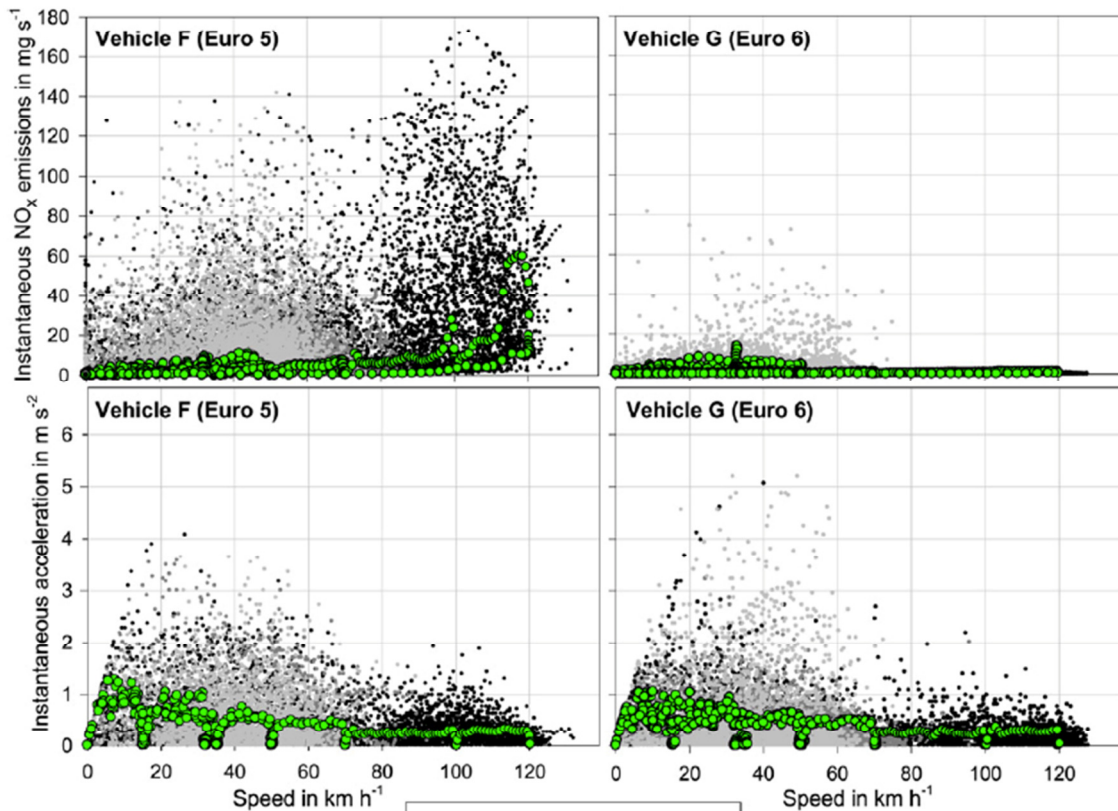 Instantaneous NOx emissions in mg s-1
180
160
140
120
100
80
60
40
20
0
Vehicle F (Euro 5)
Vehicle G (Euro 6)
Instantaneous acceleration in m s-2
6
5
4
3
2
1
0
Vehicle F (Euro 5)
Vehicle G (Euro 6)
0 20 40 60 80 100 120
0 20 40 60 80 100 120
Speed in km h-1
Speed in km h-1